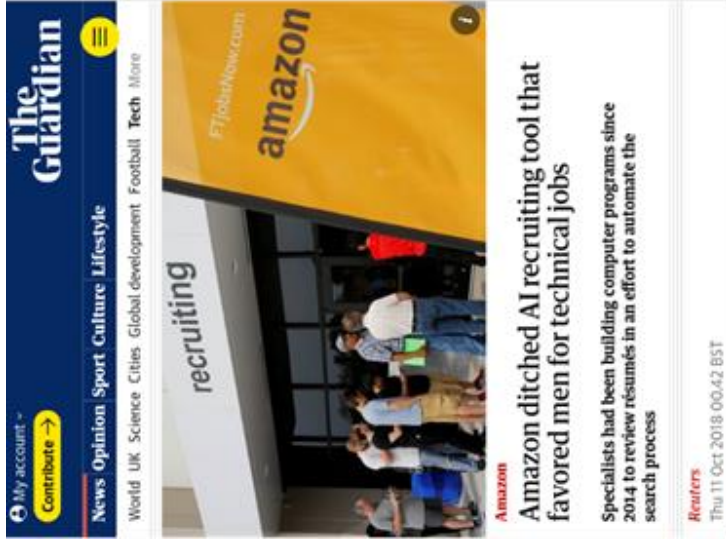 My account
The
Guardian
Contribute →
News Opinion Sport Culture Lifestyle
World UK Science Cities Global development Football Tech More
recruiting
FTjobsNow.com
amazon
i
Amazon
Amazon ditched AI recruiting tool that
favored men for technical jobs
Specialists had been building computer programs since
2014 to review résumés in an effort to automate the
search process
Reuters
Thu 11 Oct 2018 00.42 BST